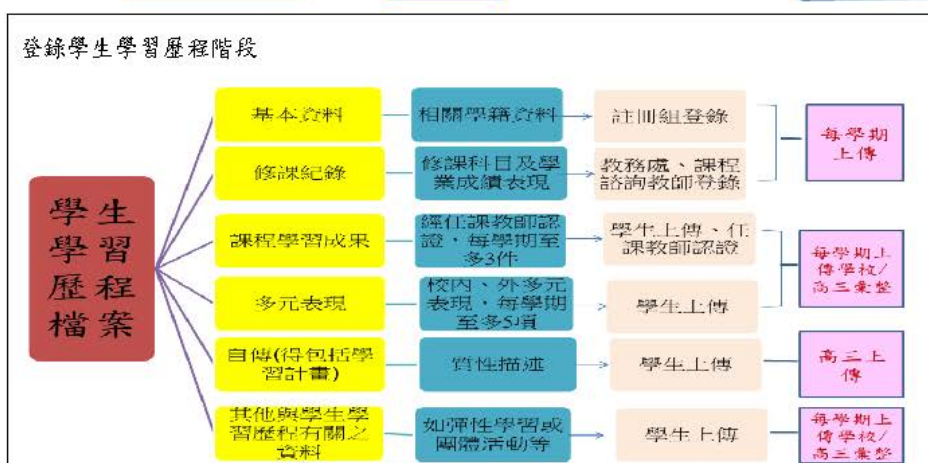 登錄學生學習歷程階段
學生
學習
歷程
檔案
基本資料
相關學籍資料
註冊組登錄
每學期
上傳
修課紀錄
修課科目及學
業成績表現
教務處、課程
諮詢教師登錄
課程學習成果
經任課教師認
證，每學期至
多3件
學生上傳、任
課教師認證
每學期上
傳學校/
高三彙整
多元表現
校內、外多元
表現，每學期
至多5項
學生上傳
自傳(得包括學
習計畫)
質性描述
學生上傳
高三上
傳
其他與學生學
習歷程有關之
資料
如彈性學習或
團體活動等
學生上傳
每學期上
傳學校/
高三彙整